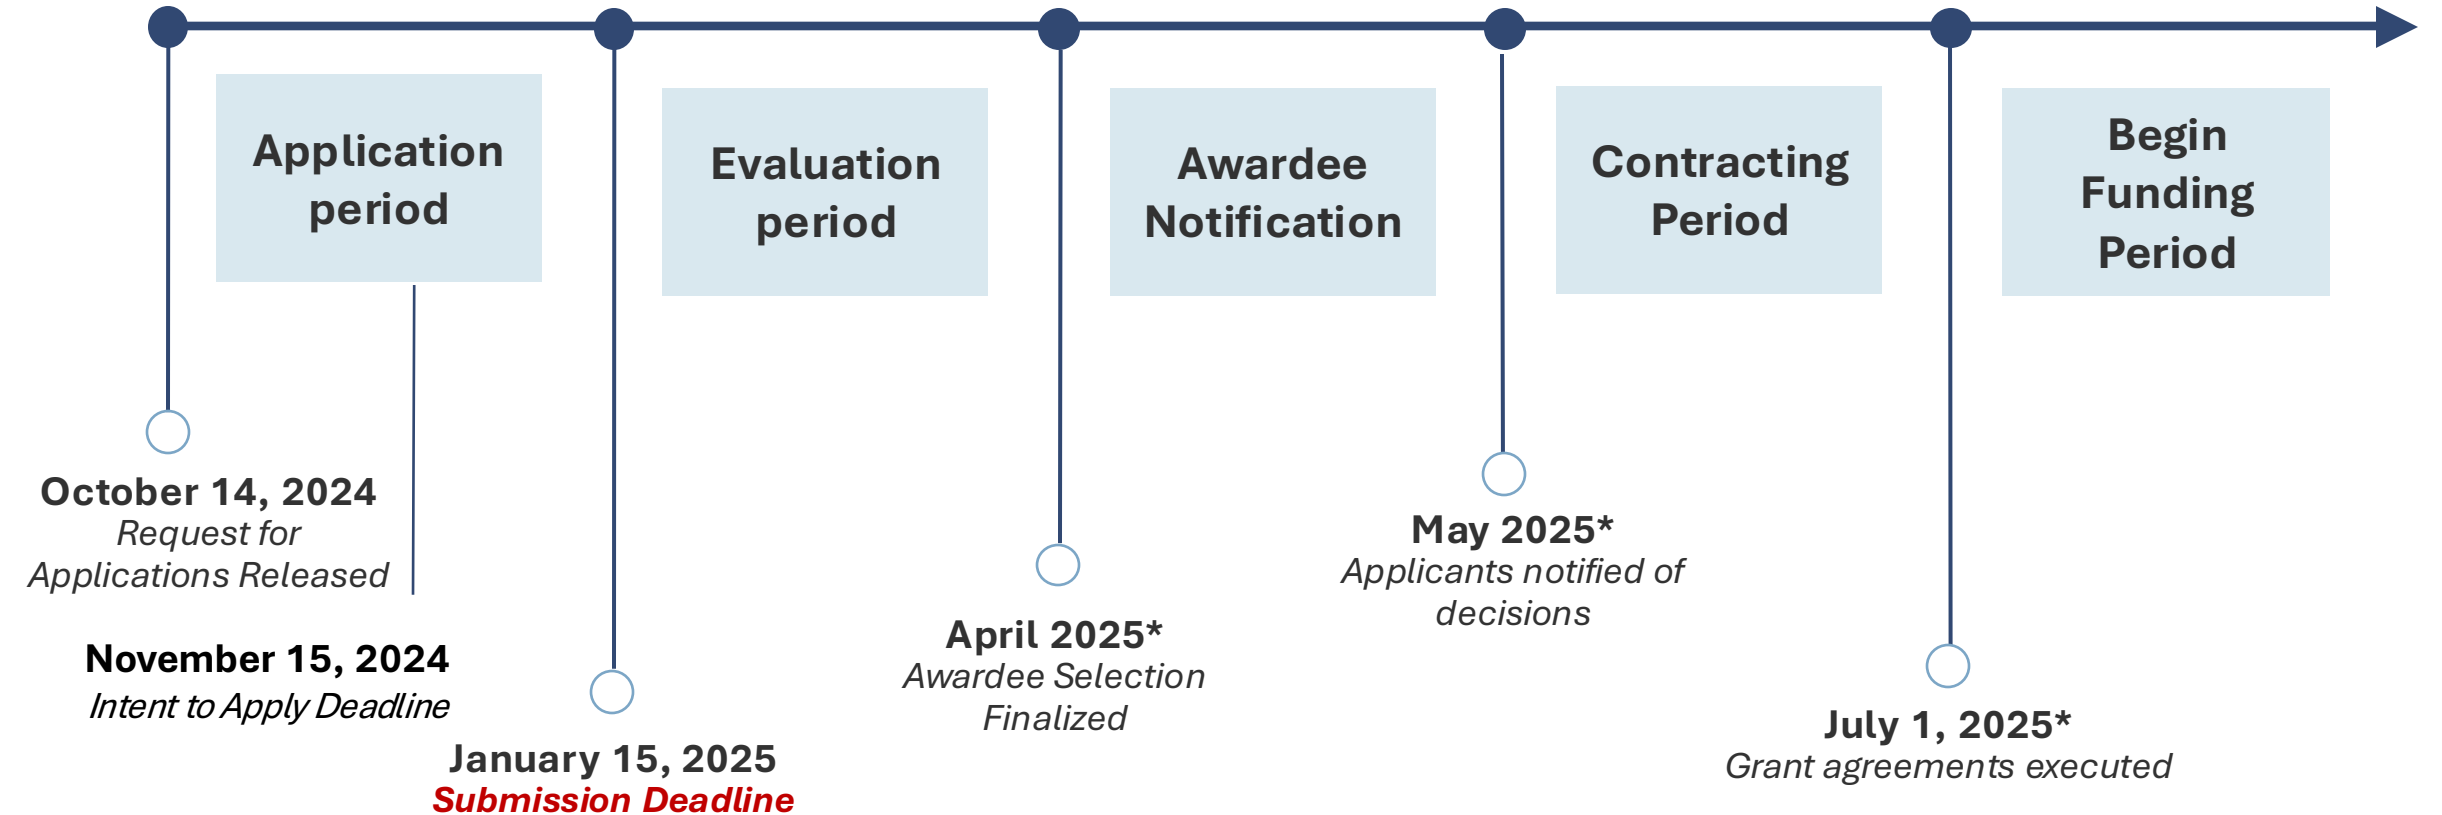 Application
period
Evaluation
period
Awardee
Notification
Contracting
Period
Begin
Funding
Period
October 14, 2024
Request for
Applications Released
November 15, 2024
Intent to Apply Deadline
January 15, 2025
Submission Deadline
April 2025*
Awardee Selection
Finalized
May 2025*
Applicants notified of
decisions
July 1, 2025*
Grant agreements executed